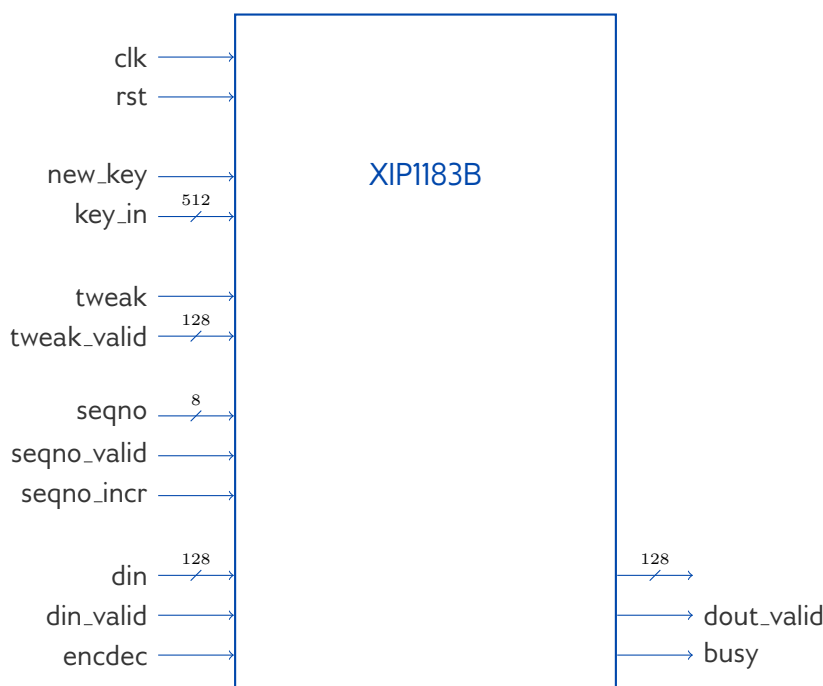 clk
rst
new_key
XIP1183B
512
key_in
tweak
128
tweak_valid
8
seqno
seqno_valid
seqno_incr
128
din
128
din_valid
dout_valid
encdec
busy